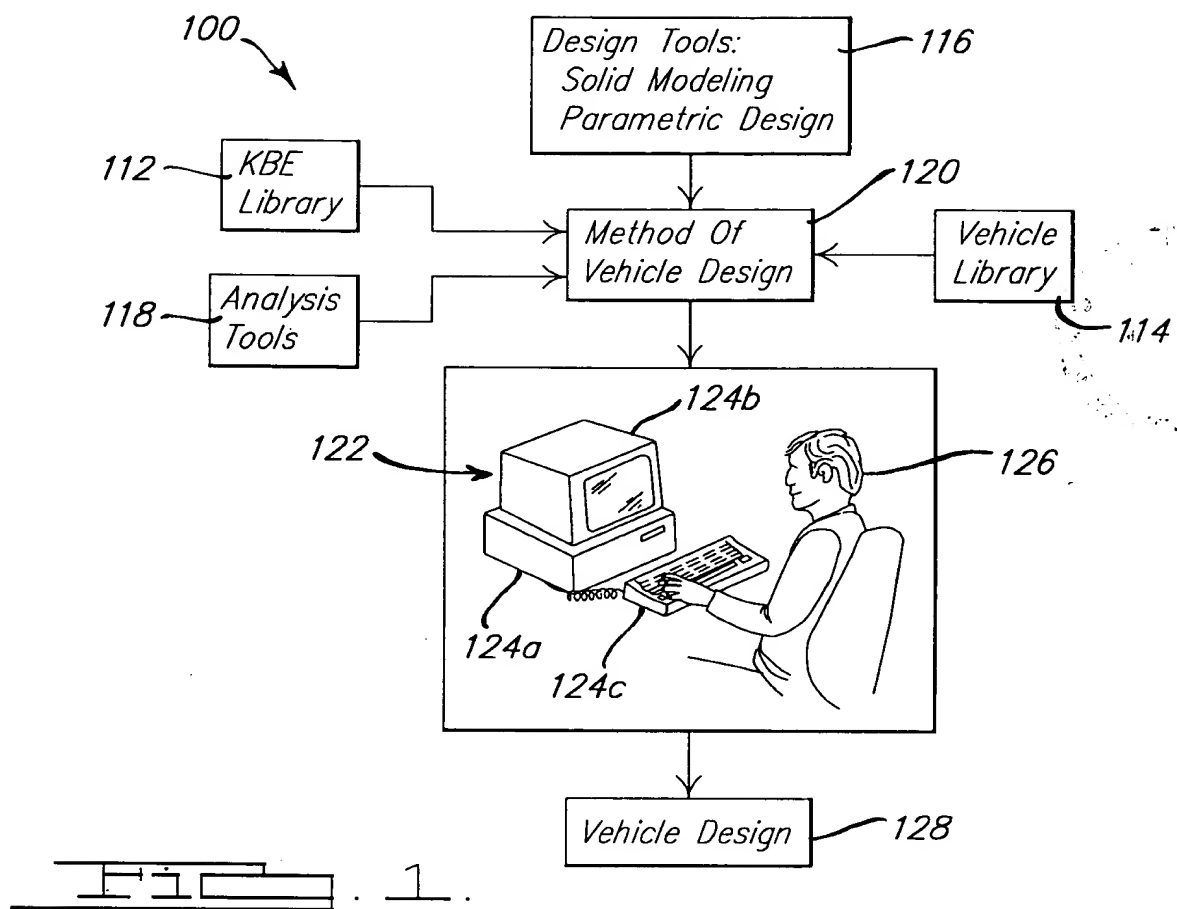 100
Design Tools:
Solid Modeling
Parametric Design
116
112
KBE
Library
120
Method Of
Vehicle Design
Vehicle
Library
118
Analysis
Tools
114
124b
122
126
124a
124c
Vehicle Design
128
FIG. 1.